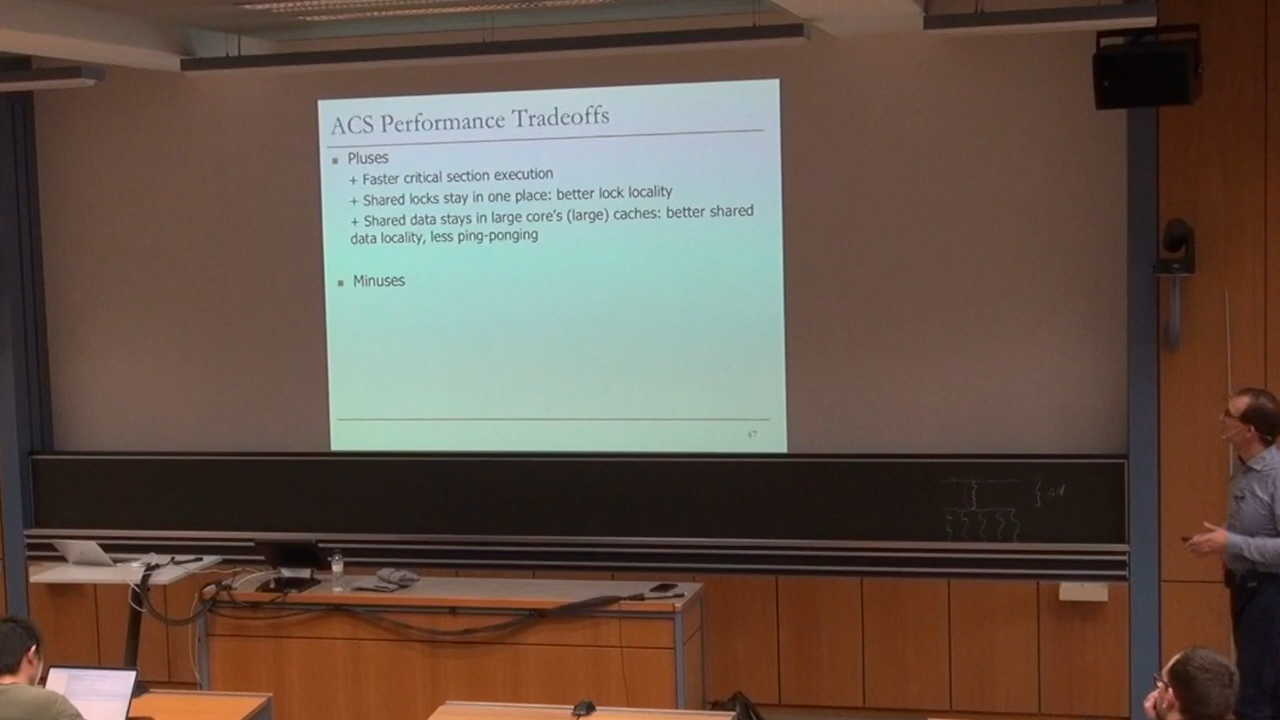 ACS Performance Tradeoffs
Pluses
+ Faster critical section execution
+ Shared locks stay in one place: better lock locality
+ Shared data stays in large core's (large) caches: better shared
data locality, less ping-ponging
Minuses
47